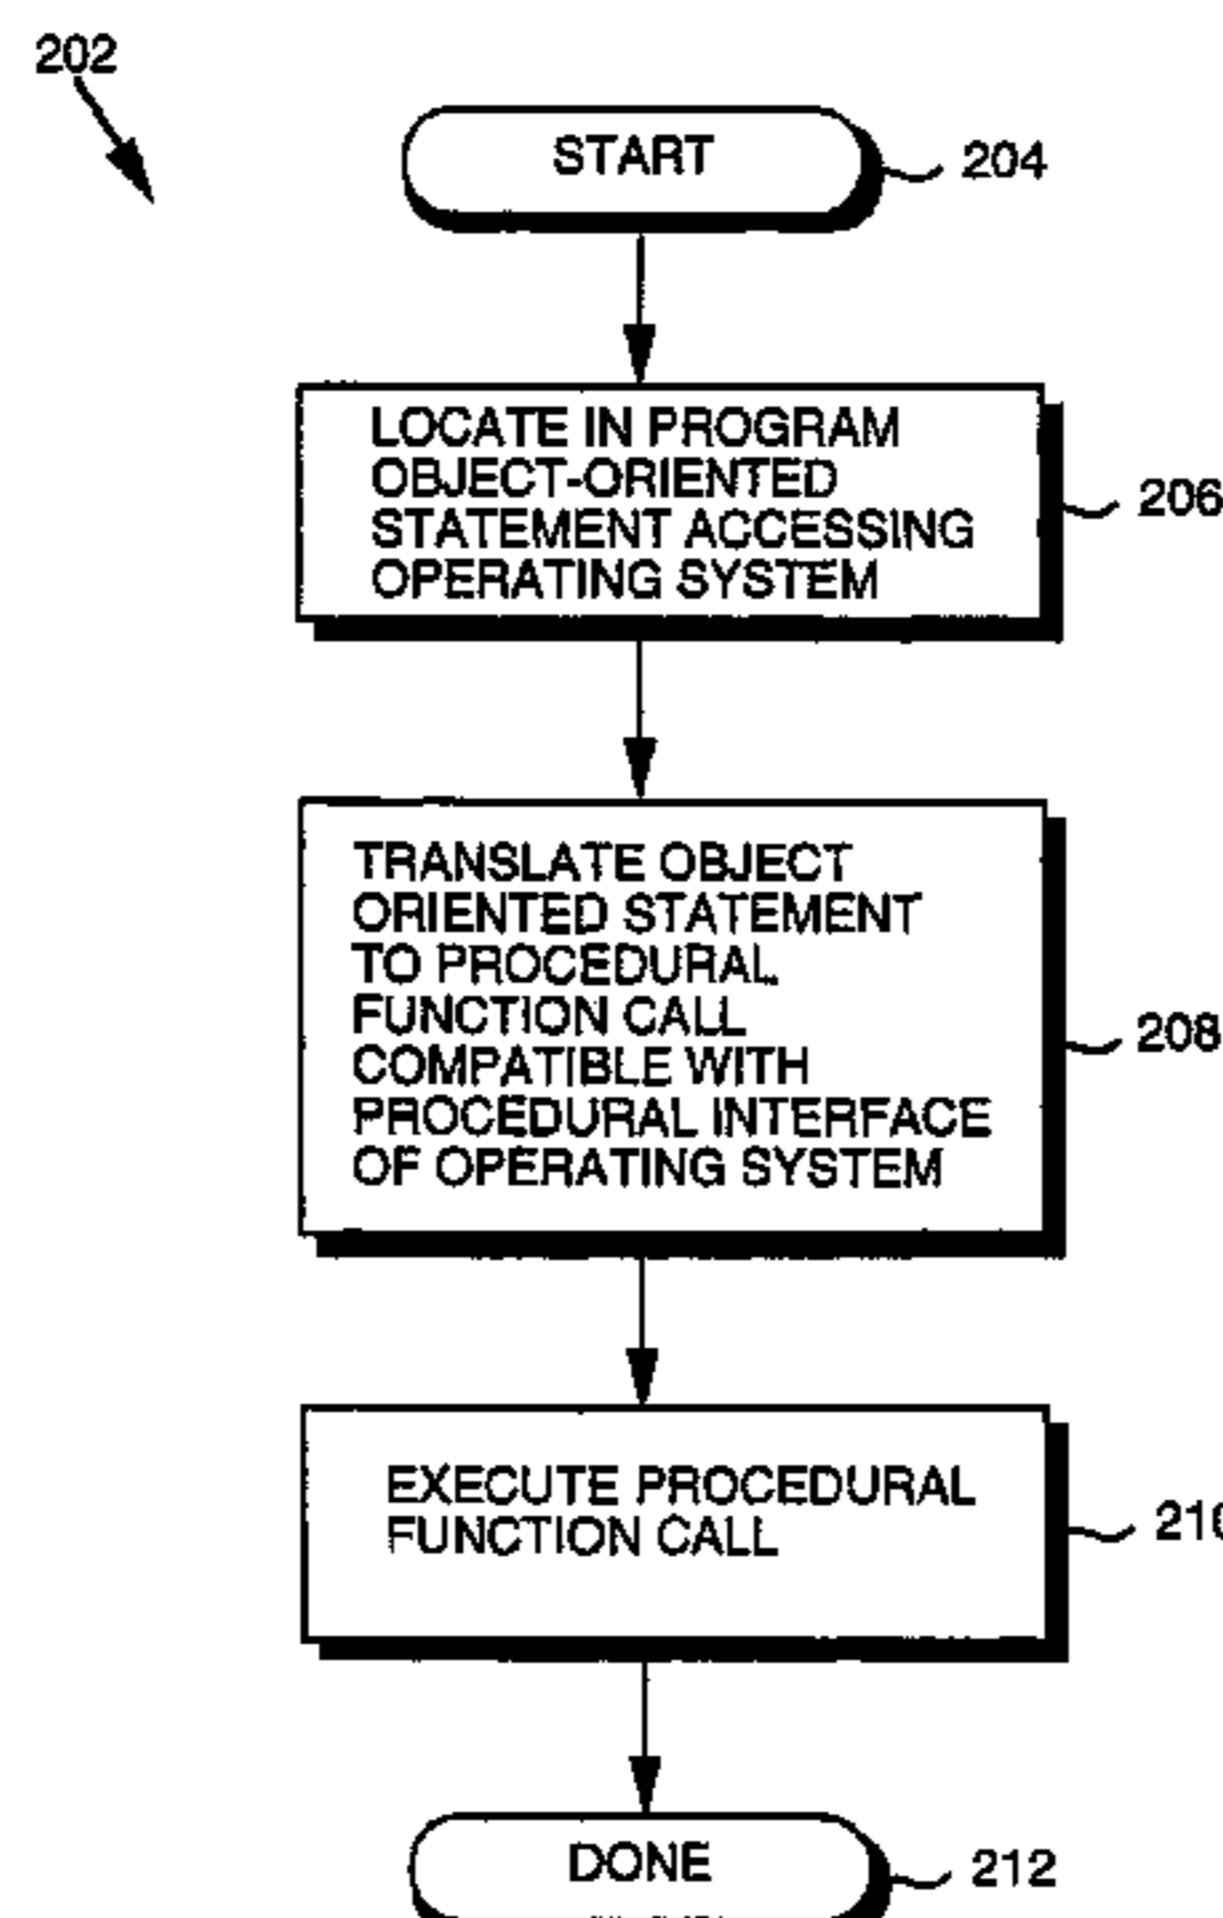 202
START
204
LOCATE IN PROGRAM
OBJECT-ORIENTED
STATEMENT ACCESSING
OPERATING SYSTEM
206
TRANSLATE OBJECT
ORIENTED STATEMENT
TO PROCEDURAL
FUNCTION CALL
COMPATIBLE WITH
PROCEDURAL INTERFACE
OF OPERATING SYSTEM
208
EXECUTE PROCEDURAL
FUNCTION CALL
210
DONE
212